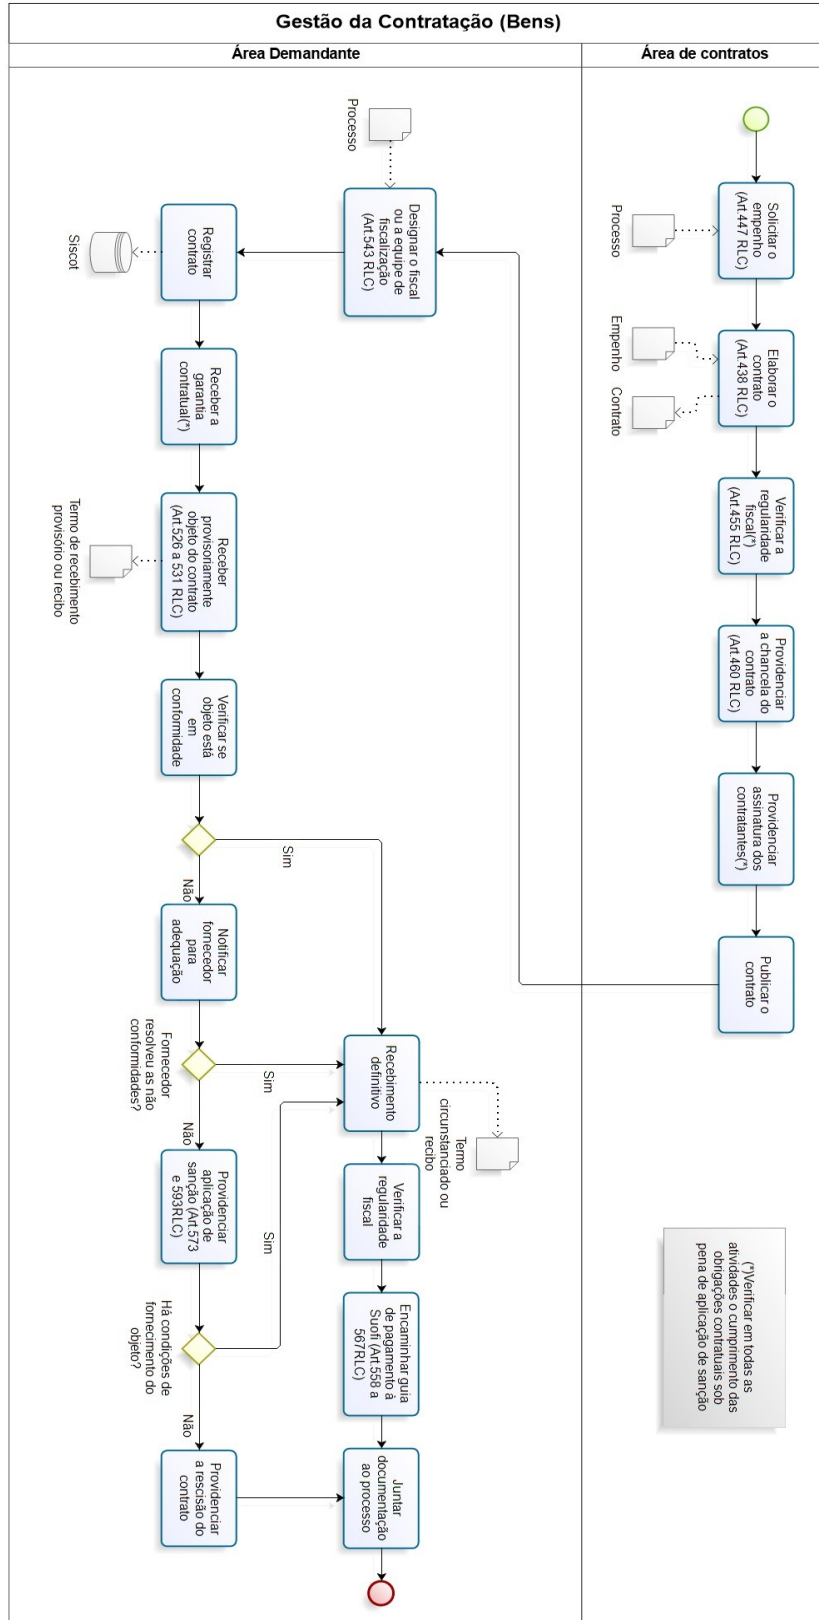 Gestão da Contratação (Bens)
Área Demandante
Área de contratos
Solicitar o
empenho
(Art.447 RLC)
Processo
Elaborar o
contrato
(Art.438 RLC)
Empenho
Contrato
Verificar a
regularidade
fiscal(*)
(Art.455 RLC)
Providenciar
a chancela do
contrato
(Art.460 RLC)
Providenciar
assinatura dos
contratantes(*)
Publicar o
contrato
(*)Verificar em todas as
atividades o cumprimento das
obrigações contratuais sob
pena de aplicação de sanção
Processo
Designar o fiscal
ou a equipe de
fiscalização
(Art.543 RLC)
Registrar
contrato
Siscot
Receber a
garantia
contratual(*)
Receber
provisoriamente
objeto do contrato
(Art.526 a 531 RLC)
Termo de recebimento
provisório ou recibo
Verificar se
objeto está
em
conformidade
Sim
Não
Notificar
fornecedor
para
adequação
Fornecedor
resolveu as não
conformidades?
Sim
Não
Providenciar
aplicação de
sanção (Art.573
e 593RLC)
Há condições de
fornecimento do
objeto?
Sim
Não
Providenciar
a rescisão do
contrato
Recebimento
definitivo
Termo
circunstanciado ou
recibo
Verificar a
regularidade
fiscal
Encaminhar guia
de pagamento à
Suofi (Art.558 a
567RLC)
Juntar
documentação
ao processo